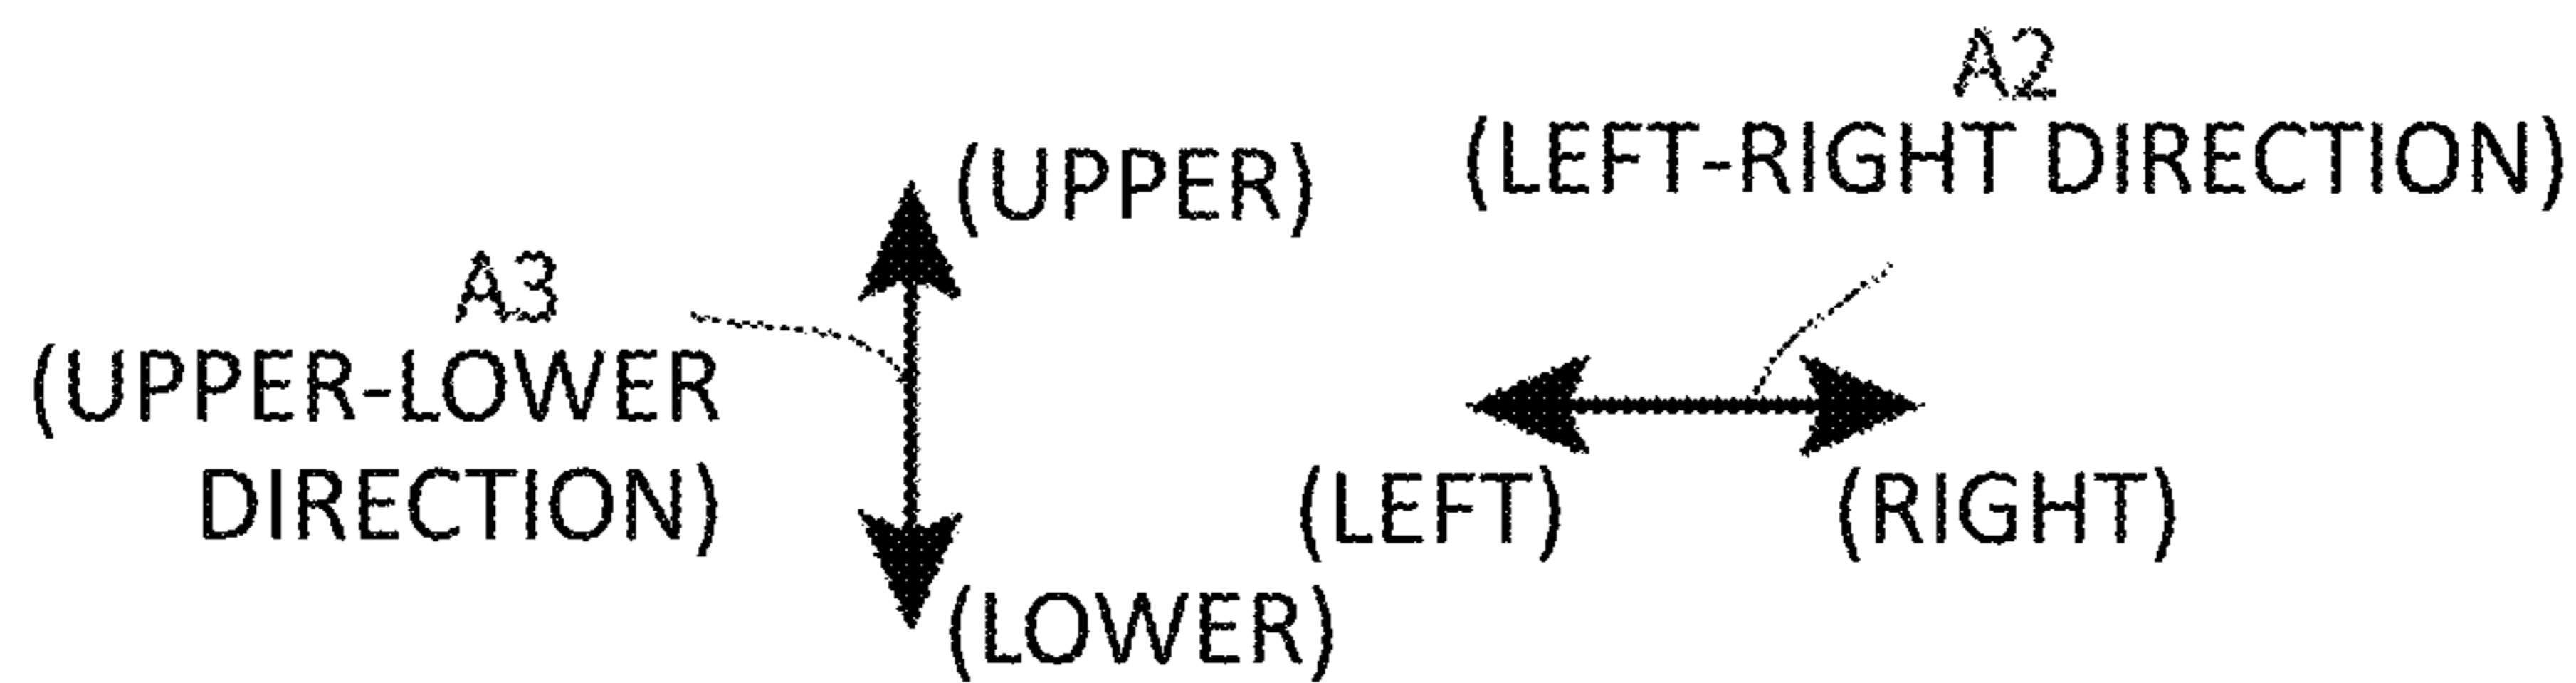 A3
(UPPER-LOWER
DIRECTION)
(UPPER)
(LOWER)
A2
(LEFT-RIGHT DIRECTION)
(LEFT)
(RIGHT)